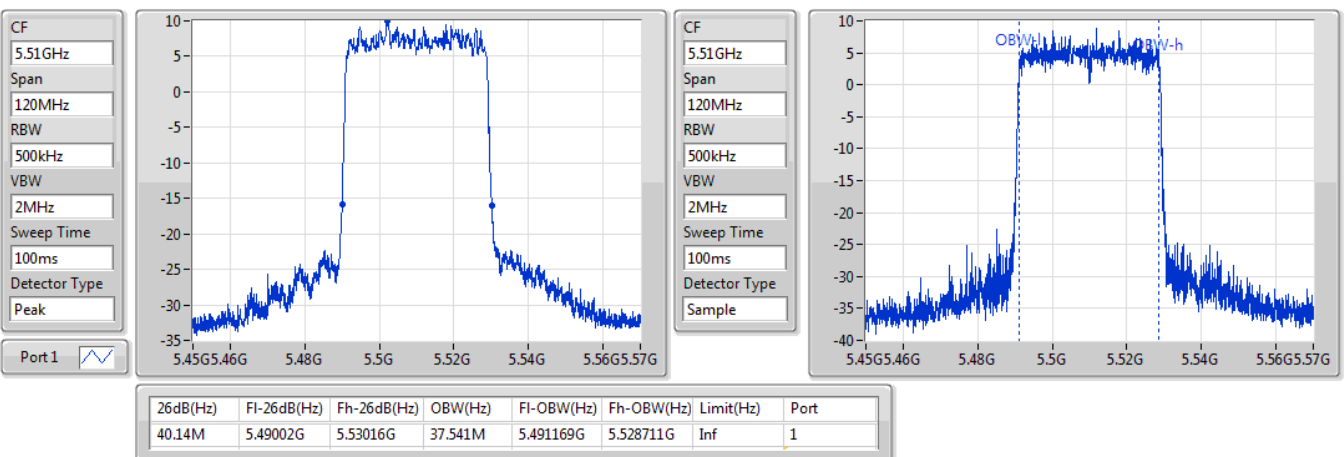 CF
5.51GHz
Span
120MHz
RBW
500kHz
VBW
2MHz
Sweep Time
100ms
Detector Type
Peak
Port 1
10
5
0
-5
-10
-15
-20
-25
-30
-35
5.45G 5.46G 5.48G 5.5G 5.52G 5.54G 5.56G 5.57G
CF
5.51GHz
Span
120MHz
RBW
500kHz
VBW
2MHz
Sweep Time
100ms
Detector Type
Sample
10
5
0
-5
-10
-15
-20
-25
-30
-35
-40
OBW-l OBW-h
5.45G 5.46G 5.48G 5.5G 5.52G 5.54G 5.56G 5.57G
26dB(Hz) Fl-26dB(Hz) Fh-26dB(Hz) OBW(Hz) Fl-OBW(Hz) Fh-OBW(Hz) Limit(Hz) Port
40.14M 5.49002G 5.53016G 37.541M 5.491169G 5.528711G Inf 1